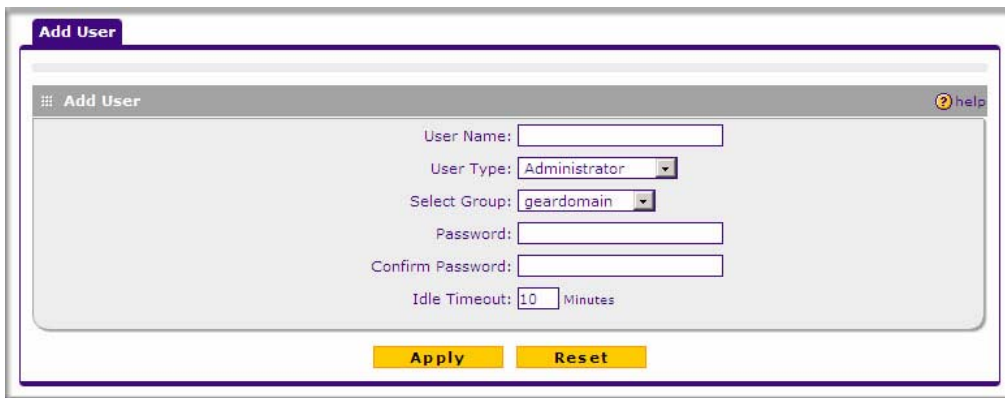 Add User
Add User
help
User Name:
User Type: Administrator
Select Group: geardomain
Password:
Confirm Password:
Idle Timeout: 10 Minutes
Apply Reset